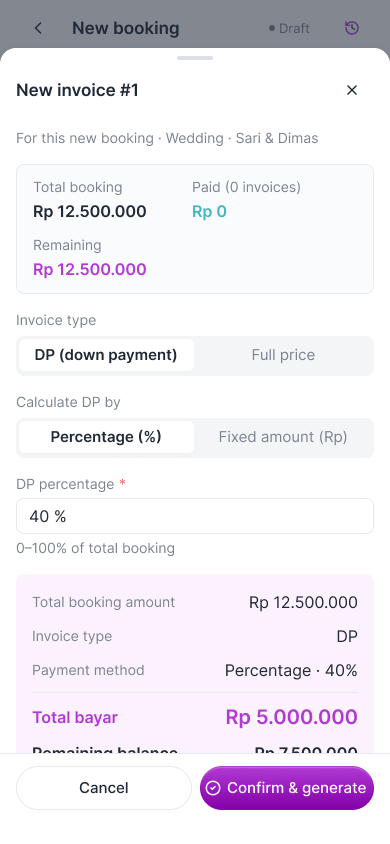 New booking
Draft
New invoice #1
For this new booking · Wedding · Sari & Dimas
Total booking
Rp 12.500.000
Paid (0 invoices)
Rp 0
Remaining
Rp 12.500.000
Invoice type
DP (down payment)
Full price
Calculate DP by
Percentage (%)
Fixed amount (Rp)
DP percentage *
40 %
0–100% of total booking
Total booking amount Rp 12.500.000
Invoice type DP
Payment method Percentage · 40%
Total bayar Rp 5.000.000
Remaining balance Rp 7.500.000
Cancel
Confirm & generate